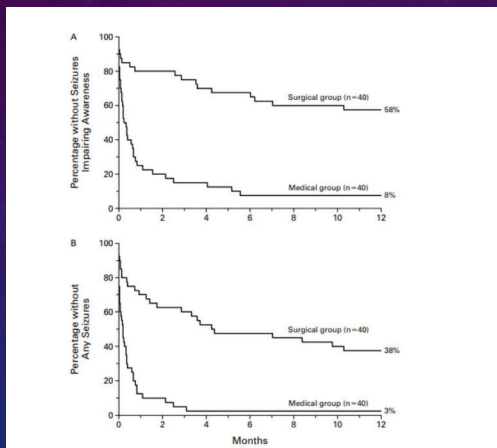 A
100
80
60
40
20
0
Percentage without Seizures
Impairing Awareness
Surgical group (n=40)
58%
Medical group (n=40)
8%
0 2 4 6 8 10 12
B
100
80
60
40
20
0
Percentage without
Any Seizures
Surgical group (n=40)
38%
Medical group (n=40)
3%
0 2 4 6 8 10 12
Months